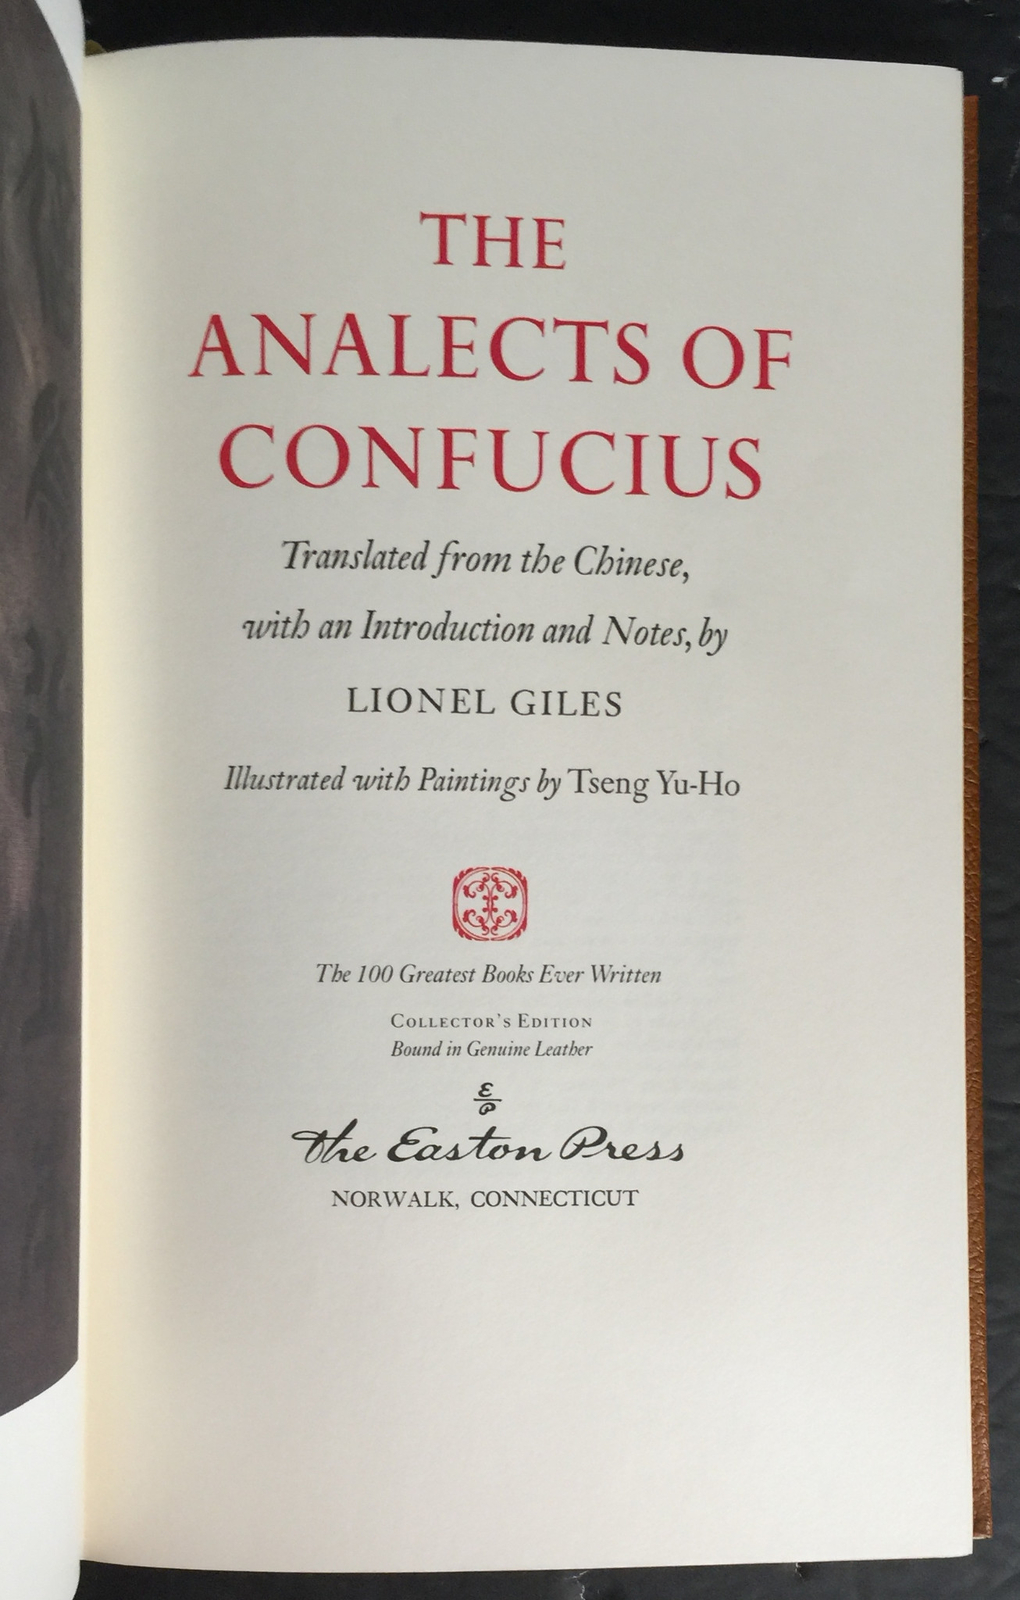 THE
ANALECTS OF
CONFUCIUS
Translated from the Chinese,
with an Introduction and Notes, by
LIONEL GILES
Illustrated with Paintings by Tseng Yu-Ho
The 100 Greatest Books Ever Written
COLLECTOR'S EDITION
Bound in Genuine Leather
E
P
The Easton Press
NORWALK, CONNECTICUT